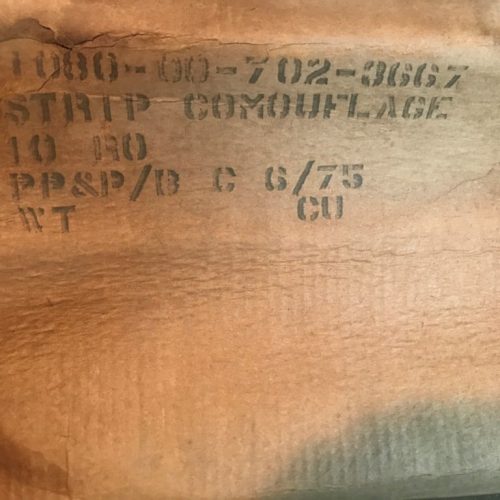 1080-00-702-3667
STRIP COMOUFLAGE
10 RO
PP&P/B C 6/75
WT CU